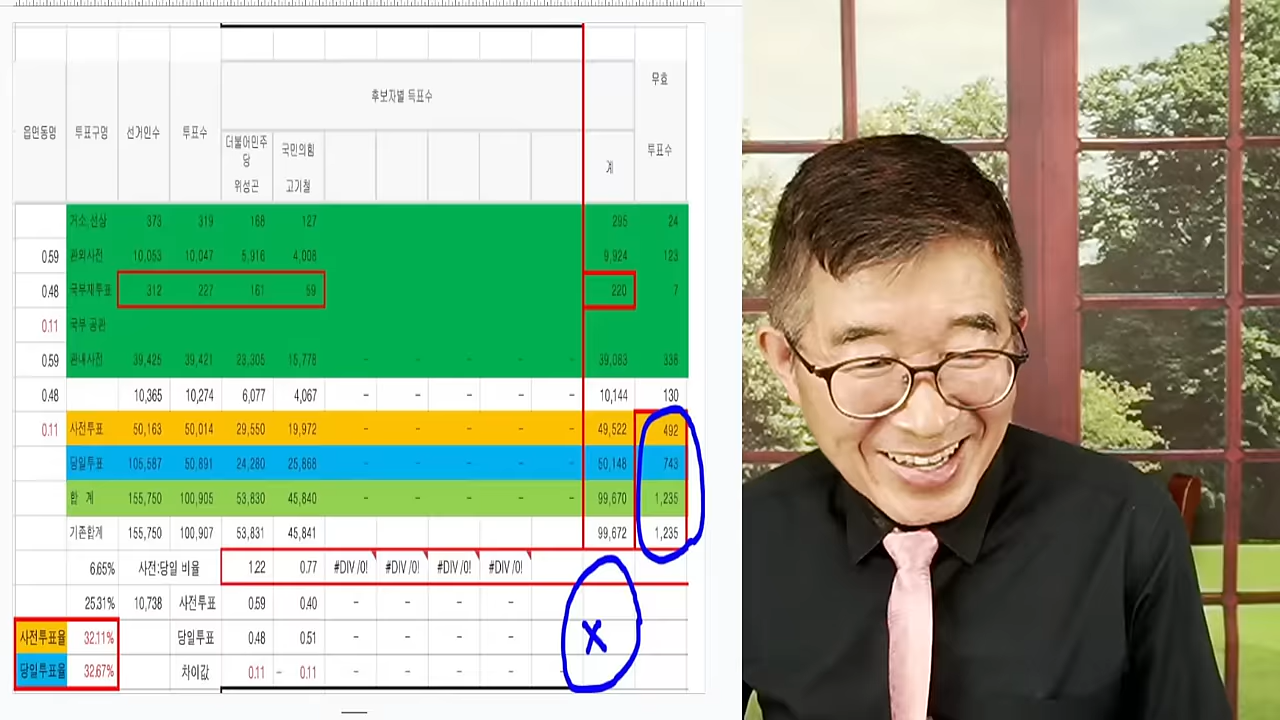 후보자별 득표수
무효
읍면동명 투표구명 선거인수 투표수 더불어민주당 위성곤 국민의힘 고기철 계 투표수
거소,선상 373 319 168 127 295 24
0.59 관외사전 10,053 10,047 5,916 4,008 9,924 123
0.48 국부재투표 312 227 161 59 220 7
0.11 국부 공관
0.59 관내사전 39,425 39,421 23,305 15,778 - - - - - 39,083 338
0.48 10,365 10,274 6,077 4,067 - - - - - 10,144 130
0.11 사전투표 50,163 50,014 29,550 19,972 - - - - - 49,522 492
당일투표 105,587 50,891 24,280 25,868 - - - - - 50,148 743
합 계 155,750 100,905 53,830 45,840 - - - - - 99,670 1,235
기존합계 155,750 100,907 53,831 45,841 99,672 1,235
6.65% 사전:당일 비율 1.22 0.77 #DIV/0! #DIV/0! #DIV/0! #DIV/0!
25.31% 10,738 사전투표 0.59 0.40 - - - -
사전투표율 32.11% 당일투표 0.48 0.51 - - - - X
당일투표율 32.67% 차이값 0.11 - 0.11 - - - -